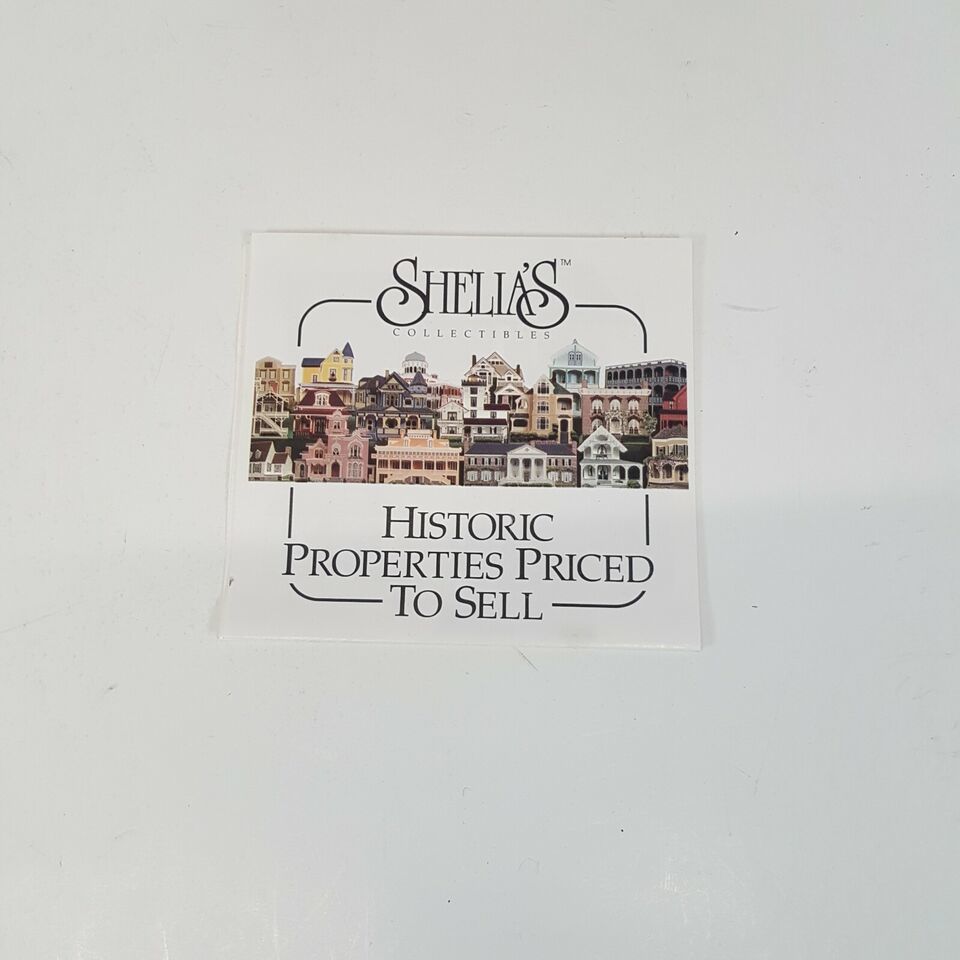 SHELIA'S™
COLLECTIBLES
HISTORIC
PROPERTIES PRICED
TO SELL